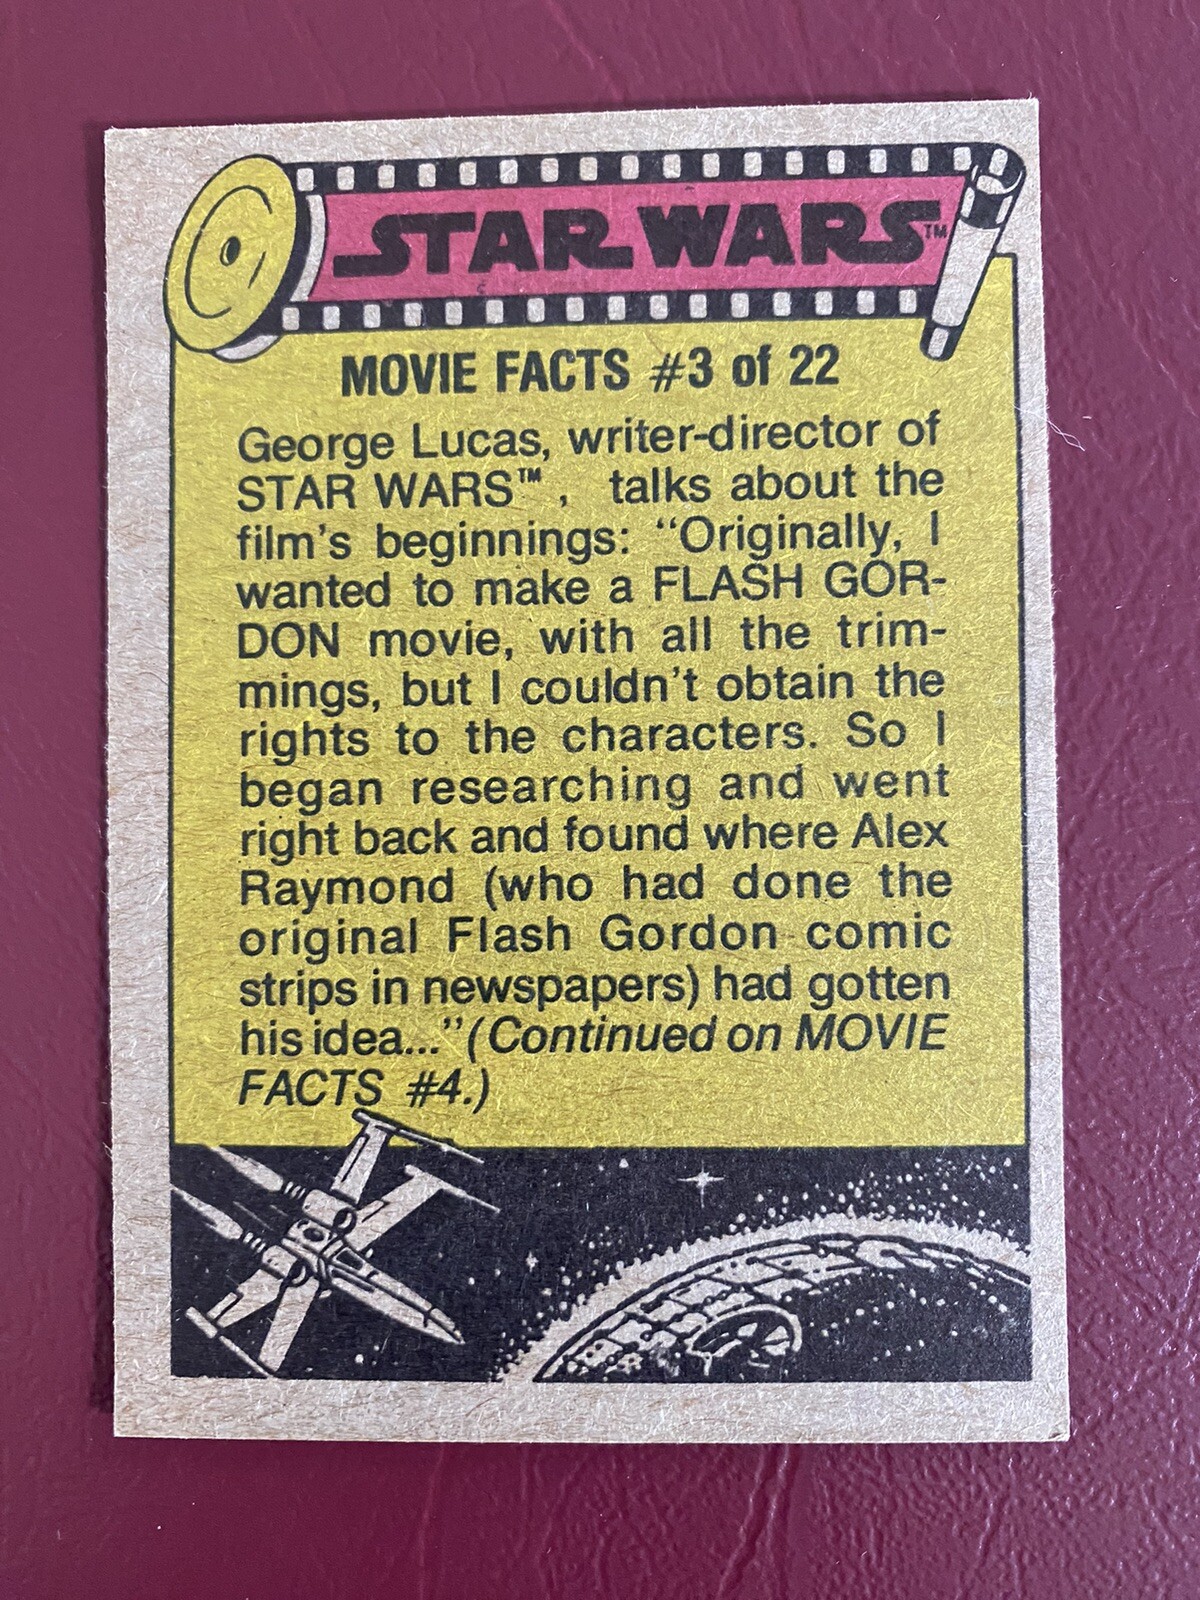 STAR WARS™
MOVIE FACTS #3 of 22
George Lucas, writer-director of
STAR WARS™ , talks about the
film's beginnings: "Originally, I
wanted to make a FLASH GOR-
DON movie, with all the trim-
mings, but I couldn't obtain the
rights to the characters. So I
began researching and went
right back and found where Alex
Raymond (who had done the
original Flash Gordon comic
strips in newspapers) had gotten
his idea..."(Continued on MOVIE
FACTS #4.)